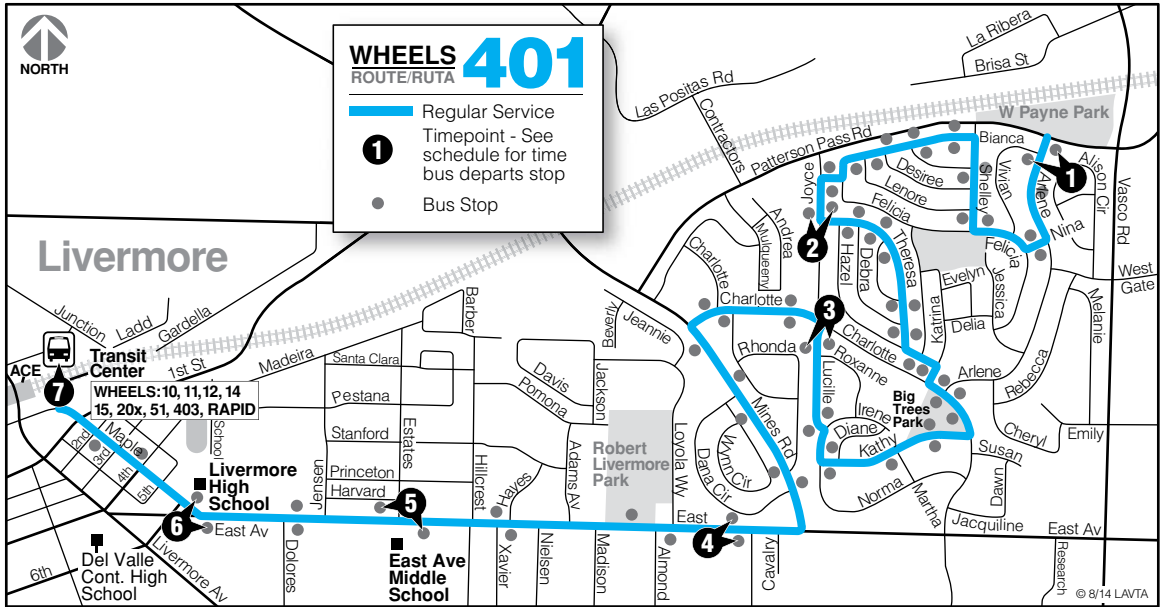 NORTH
WHEELS
ROUTE/RUTA
401
Regular Service
1
Timepoint - See
schedule for time
bus departs stop
Bus Stop
La Ribera
Brisa St
Las Positas Rd
Contractors
Patterson Pass Rd
W Payne Park
Bianca
Alison Cir
1
Vasco Rd
Joyce
Desiree
Lenore
Felicia
Shelley
Vivian
Arlene
Nina
Felicia
2
Andrea
Mulqueeny
Hazel
Debra
Theresa
Livermore
Charlotte
Evelyn
Jessica
West
Gate
Katrina
Delia
Melanie
Charlotte
3
Charlotte
Rhonda
Roxanne
Lucille
Arlene
Rebecca
Big
Trees
Park
Irene
Diane
Kathy
Cheryl
Emily
Susan
Norma
Martha
Dawn
Jacquiline
East Av
Research
Junction
Ladd
Gardella
Barber
Beverly
Jeannie
Transit
Center
ACE
7
1st St
Madeira
Santa Clara
WHEELS:10, 11,12, 14
15, 20x, 51, 403, RAPID
Pestana
Davis
Pomona
Jackson
School
2nd
3rd
Maple
4th
5th
Stanford
Estates
Princeton
Harvard
Jensen
Hillcrest
Hayes
Adams Av
Robert
Livermore
Park
Loyola Wy
Wynn Cir
Dana Cir
Mines Rd
East
Livermore
High
School
5
6
East Av
4
Del Valle
Cont. High
School
6th
Livermore Av
Dolores
East Ave
Middle
School
Xavier
Nielsen
Madison
Almond
Cavalry
© 8/14 LAVTA